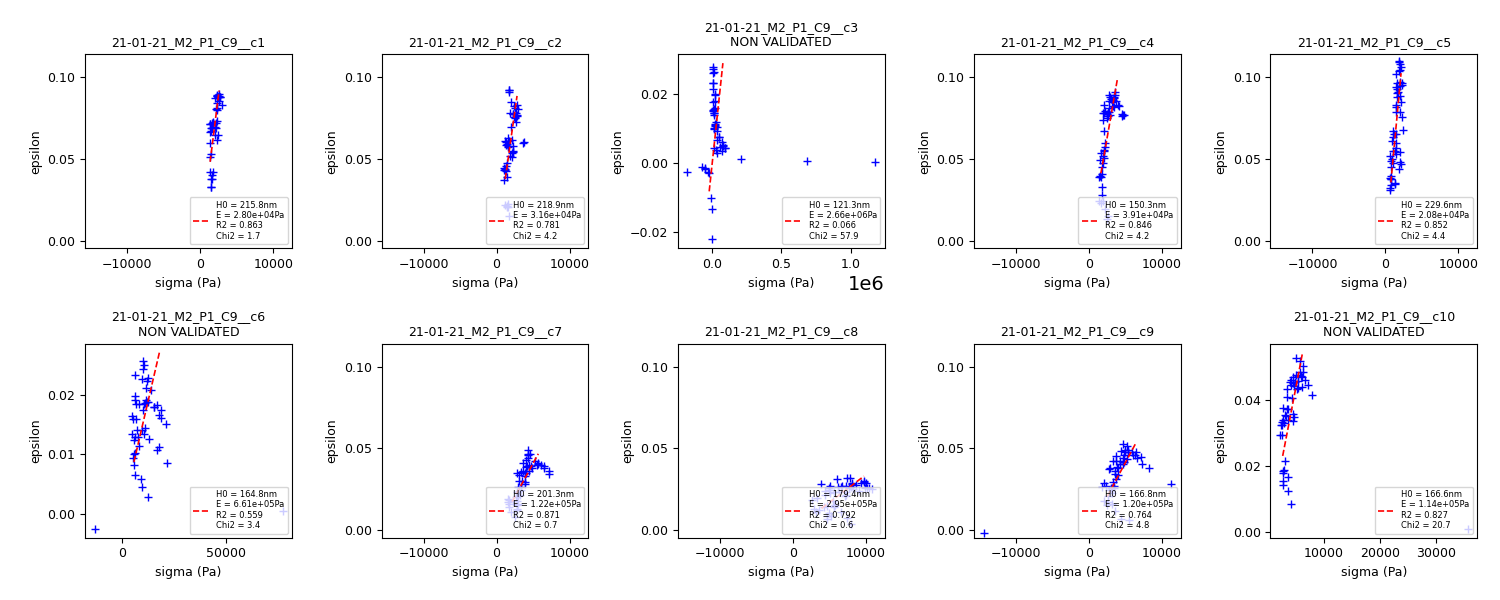 21-01-21_M2_P1_C9__c1
epsilon
0.10
0.05
0.00
H0 = 215.8nm
E = 2.80e+04Pa
R2 = 0.863
Chi2 = 1.7
−10000 0 10000
sigma (Pa)
21-01-21_M2_P1_C9__c2
epsilon
0.10
0.05
0.00
H0 = 218.9nm
E = 3.16e+04Pa
R2 = 0.781
Chi2 = 4.2
−10000 0 10000
sigma (Pa)
21-01-21_M2_P1_C9__c3
NON VALIDATED
epsilon
0.02
0.00
−0.02
H0 = 121.3nm
E = 2.66e+06Pa
R2 = 0.066
Chi2 = 57.9
0.0 0.5 1.0
sigma (Pa)
1e6
21-01-21_M2_P1_C9__c4
epsilon
0.10
0.05
0.00
H0 = 150.3nm
E = 3.91e+04Pa
R2 = 0.846
Chi2 = 4.2
−10000 0 10000
sigma (Pa)
21-01-21_M2_P1_C9__c5
epsilon
0.10
0.05
0.00
H0 = 229.6nm
E = 2.08e+04Pa
R2 = 0.852
Chi2 = 4.4
−10000 0 10000
sigma (Pa)
21-01-21_M2_P1_C9__c6
NON VALIDATED
epsilon
0.02
0.01
0.00
H0 = 164.8nm
E = 6.61e+05Pa
R2 = 0.559
Chi2 = 3.4
0 50000
sigma (Pa)
21-01-21_M2_P1_C9__c7
epsilon
0.10
0.05
0.00
H0 = 201.3nm
E = 1.22e+05Pa
R2 = 0.871
Chi2 = 0.7
−10000 0 10000
sigma (Pa)
21-01-21_M2_P1_C9__c8
epsilon
0.10
0.05
0.00
H0 = 179.4nm
E = 2.95e+05Pa
R2 = 0.792
Chi2 = 0.6
−10000 0 10000
sigma (Pa)
21-01-21_M2_P1_C9__c9
epsilon
0.10
0.05
0.00
H0 = 166.8nm
E = 1.20e+05Pa
R2 = 0.764
Chi2 = 4.8
−10000 0 10000
sigma (Pa)
21-01-21_M2_P1_C9__c10
NON VALIDATED
epsilon
0.04
0.02
0.00
H0 = 166.6nm
E = 1.14e+05Pa
R2 = 0.827
Chi2 = 20.7
10000 20000 30000
sigma (Pa)